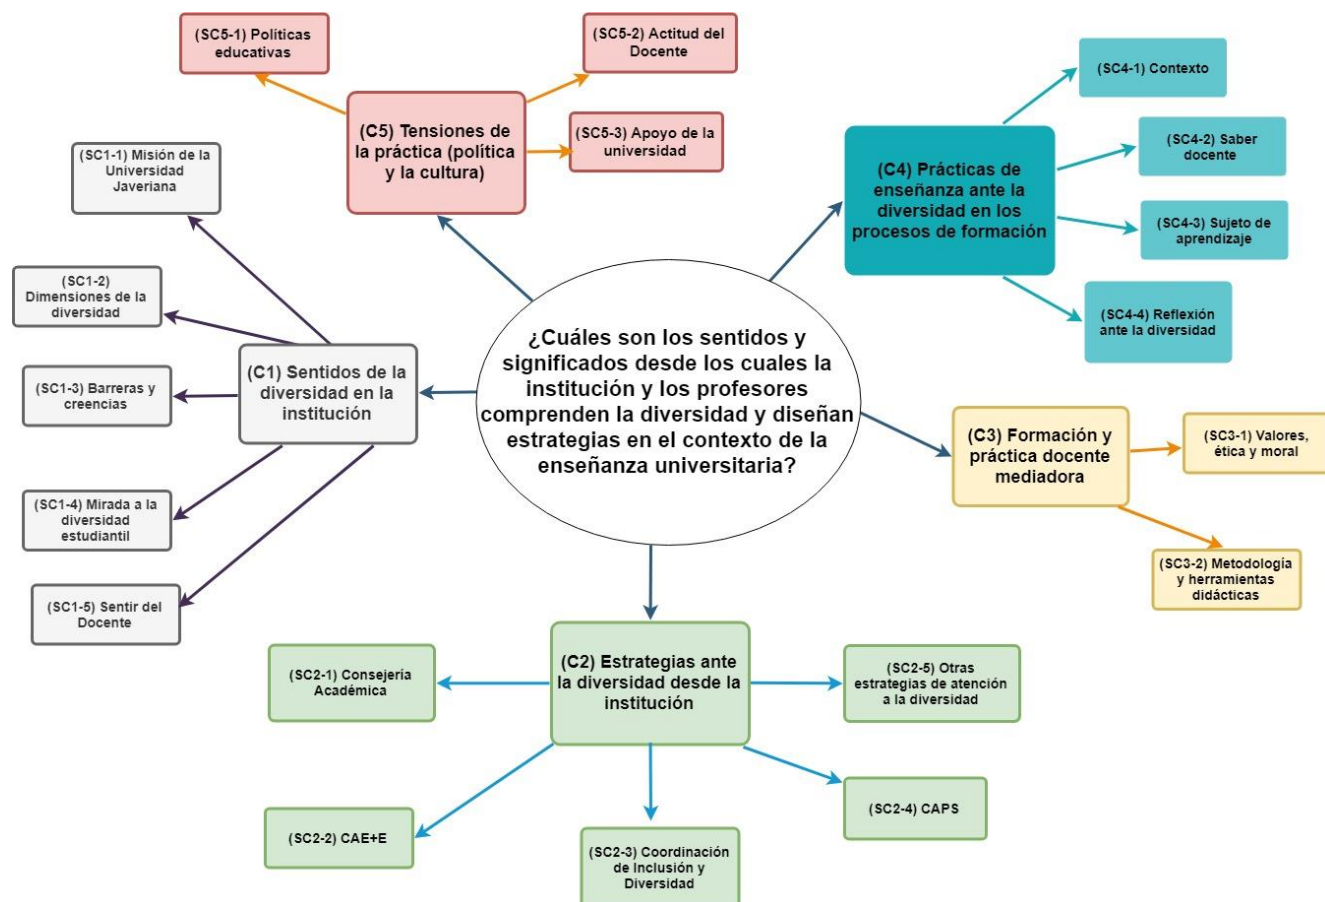 (SC5-1) Políticas
educativas
(SC5-2) Actitud del
Docente
(SC5-3) Apoyo de la
universidad
(C5) Tensiones de
la práctica (política
y la cultura)
(SC4-1) Contexto
(SC4-2) Saber
docente
(SC4-3) Sujeto de
aprendizaje
(SC4-4) Reflexión
ante la diversidad
(C4) Prácticas de
enseñanza ante la
diversidad en los
procesos de formación
(SC1-1) Misión de la
Universidad
Javeriana
(SC1-2)
Dimensiones de la
diversidad
(SC1-3) Barreras y
creencias
(SC1-4) Mirada a la
diversidad
estudiantil
(SC1-5) Sentir del
Docente
(C1) Sentidos de la
diversidad en la
institución
¿Cuáles son los sentidos y
significados desde los cuales la
institución y los profesores
comprenden la diversidad y diseñan
estrategias en el contexto de la
enseñanza universitaria?
(C3) Formación y
práctica docente
mediadora
(SC3-1) Valores,
ética y moral
(SC3-2) Metodología
y herramientas
didácticas
(C2) Estrategias ante
la diversidad desde la
institución
(SC2-1) Consejería
Académica
(SC2-2) CAE+E
(SC2-3) Coordinación
de Inclusión y
Diversidad
(SC2-4) CAPS
(SC2-5) Otras
estrategias de atención
a la diversidad